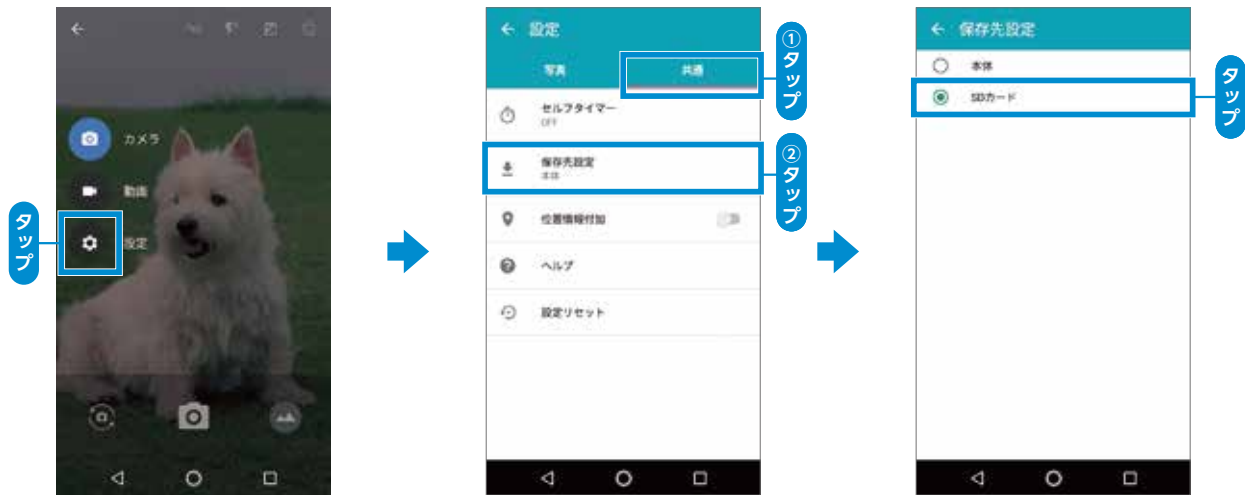 カメラ
動画
設定
タップ
設定
写真
共通
①タップ
セルフタイマー
OFF
保存先設定
本体
②タップ
位置情報付加
ヘルプ
設定リセット
保存先設定
本体
SDカード
タップ